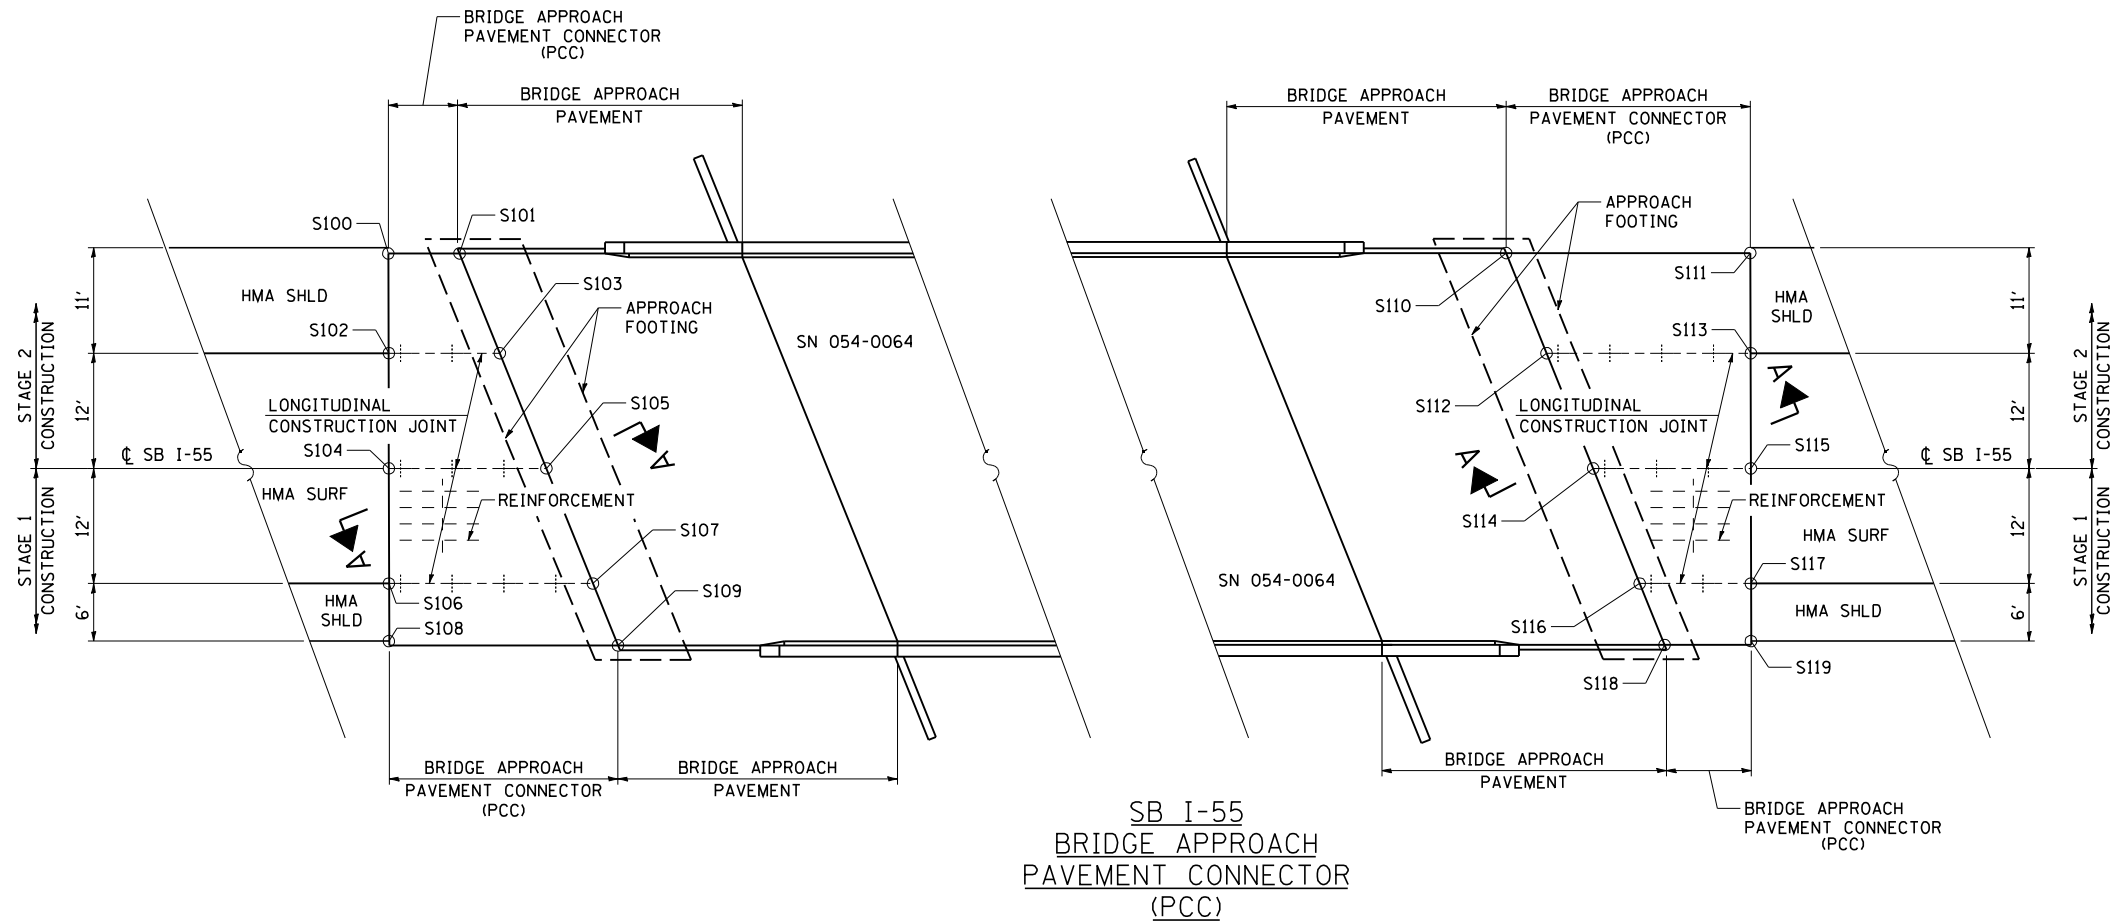 BRIDGE APPROACH
PAVEMENT CONNECTOR
(PCC)
BRIDGE APPROACH
PAVEMENT
BRIDGE APPROACH
PAVEMENT
BRIDGE APPROACH
PAVEMENT CONNECTOR
(PCC)
S100
S101
S103
APPROACH
FOOTING
HMA SHLD
S102
SN 054-0064
S105
LONGITUDINAL
CONSTRUCTION JOINT
S104
℄ SB I-55
HMA SURF
REINFORCEMENT
A
A
S107
S106
HMA
SHLD
S108
S109
11'
12'
12'
6'
STAGE 2
CONSTRUCTION
STAGE 1
CONSTRUCTION
BRIDGE APPROACH
PAVEMENT CONNECTOR
(PCC)
BRIDGE APPROACH
PAVEMENT
APPROACH
FOOTING
S110
S111
HMA
SHLD
S113
S112
A
LONGITUDINAL
CONSTRUCTION JOINT
S115
℄ SB I-55
A
S114
REINFORCEMENT
HMA SURF
SN 054-0064
S117
S116
HMA SHLD
S119
S118
11'
12'
12'
6'
STAGE 2
CONSTRUCTION
STAGE 1
CONSTRUCTION
BRIDGE APPROACH
PAVEMENT
BRIDGE APPROACH
PAVEMENT CONNECTOR
(PCC)
SB I-55
BRIDGE APPROACH
PAVEMENT CONNECTOR
(PCC)